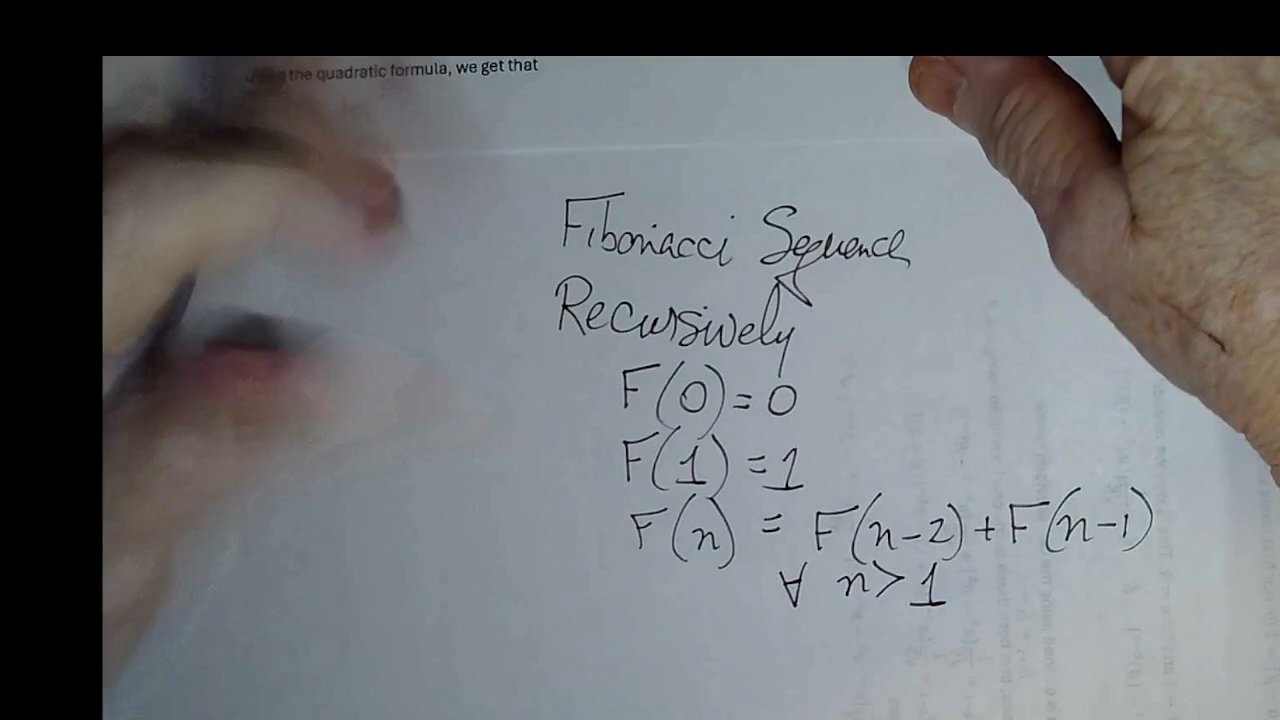 the quadratic formula, we get that
Fibonacci Sequence
Recursively
F(0) = 0
F(1) = 1
F(n) = F(n-2) + F(n-1)
∀ n > 1